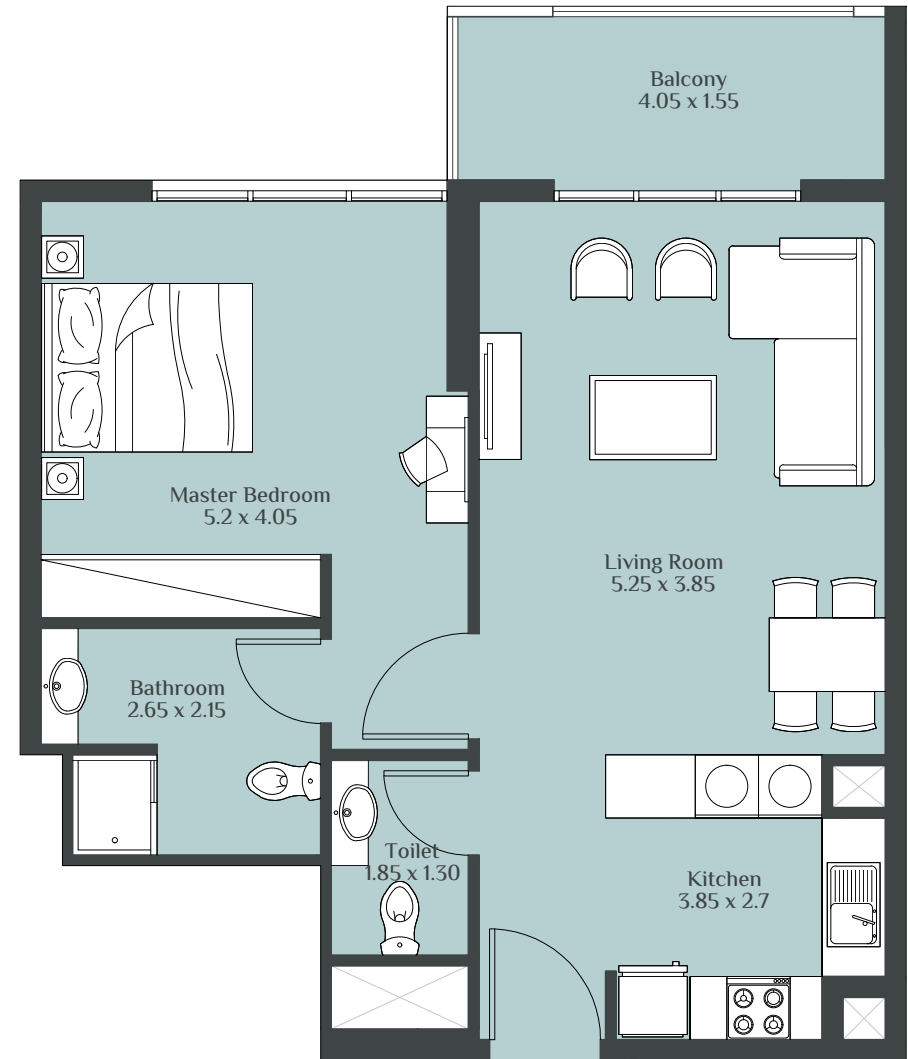 Balcony
4.05 x 1.55
Master Bedroom
5.2 x 4.05
Living Room
5.25 x 3.85
Bathroom
2.65 x 2.15
Toilet
1.85 x 1.30
Kitchen
3.85 x 2.7